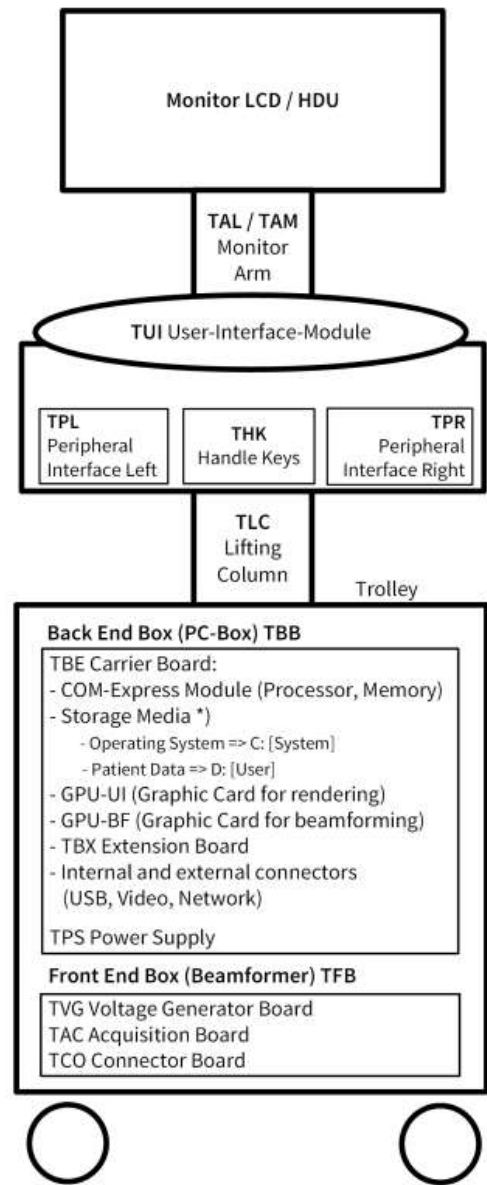 Monitor LCD / HDU
TAL / TAM
Monitor
Arm
TUI User-Interface-Module
TPL
Peripheral
Interface Left
THK
Handle Keys
TPR
Peripheral
Interface Right
TLC
Lifting
Column
Trolley
Back End Box (PC-Box) TBB
TBE Carrier Board:
- COM-Express Module (Processor, Memory)
- Storage Media *)
- Operating System => C: [System]
- Patient Data => D: [User]
- GPU-UI (Graphic Card for rendering)
- GPU-BF (Graphic Card for beamforming)
- TBX Extension Board
- Internal and external connectors
(USB, Video, Network)
TPS Power Supply
Front End Box (Beamformer) TFB
TVG Voltage Generator Board
TAC Acquisition Board
TCO Connector Board